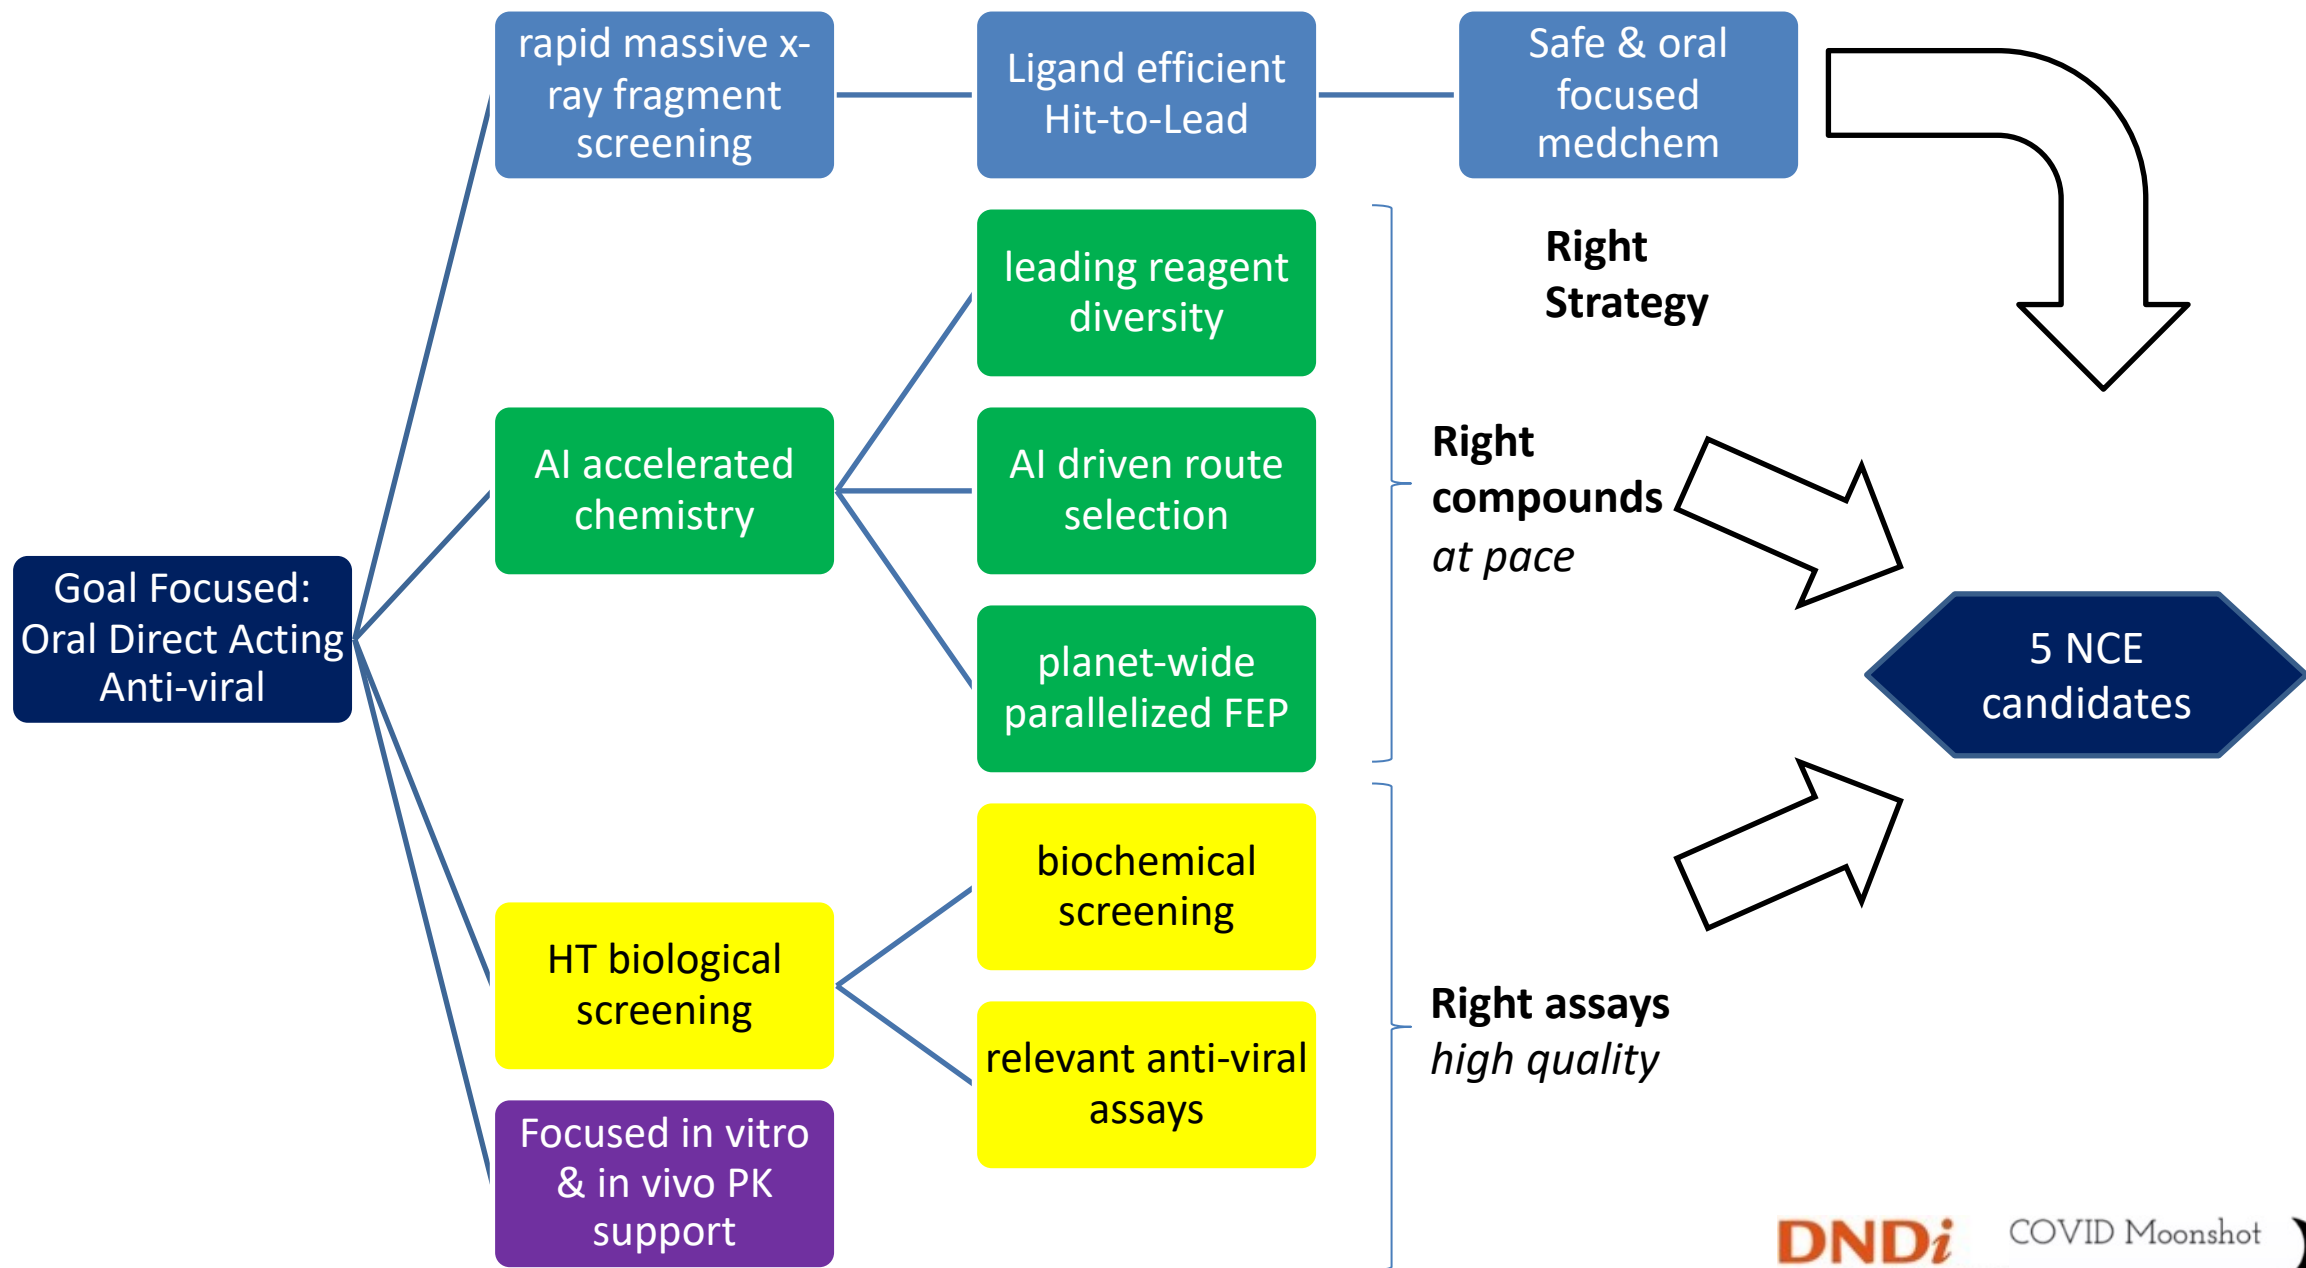 rapid massive x-
ray fragment
screening
Ligand efficient
Hit-to-Lead
Safe & oral
focused
medchem
leading reagent
diversity
Right
Strategy
AI accelerated
chemistry
AI driven route
selection
Right
compounds
at pace
Goal Focused:
Oral Direct Acting
Anti-viral
planet-wide
parallelized FEP
5 NCE
candidates
HT biological
screening
biochemical
screening
relevant anti-viral
assays
Right assays
high quality
Focused in vitro
& in vivo PK
support
DNDi
COVID Moonshot